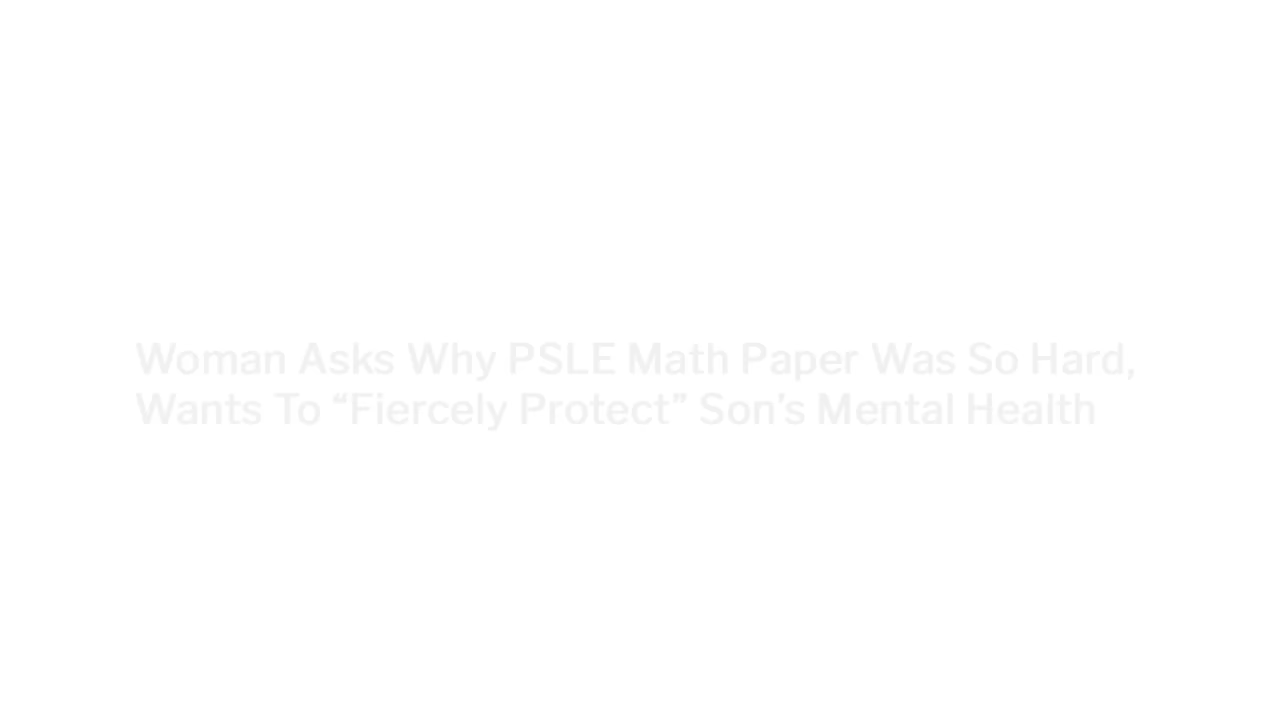 Woman Asks Why PSLE Math Paper Was So Hard,
Wants To “Fiercely Protect” Son’s Mental Health